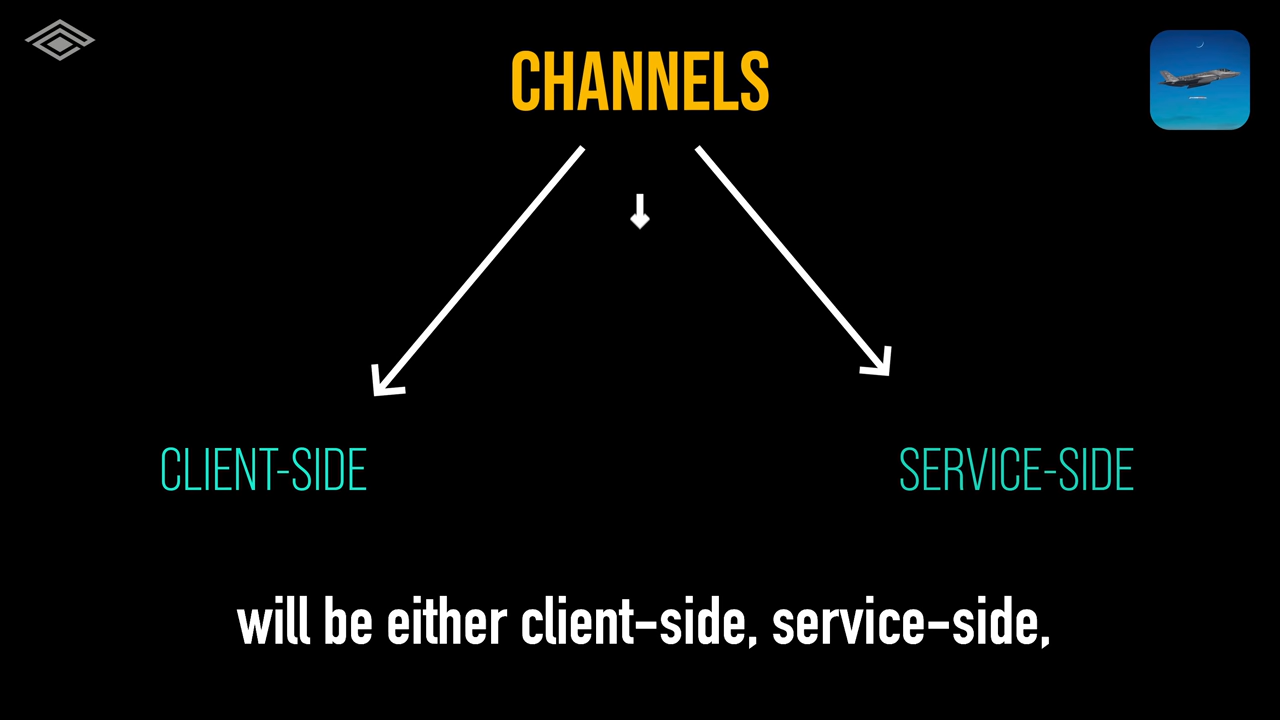 CHANNELS
CLIENT-SIDE
SERVICE-SIDE
will be either client-side, service-side,